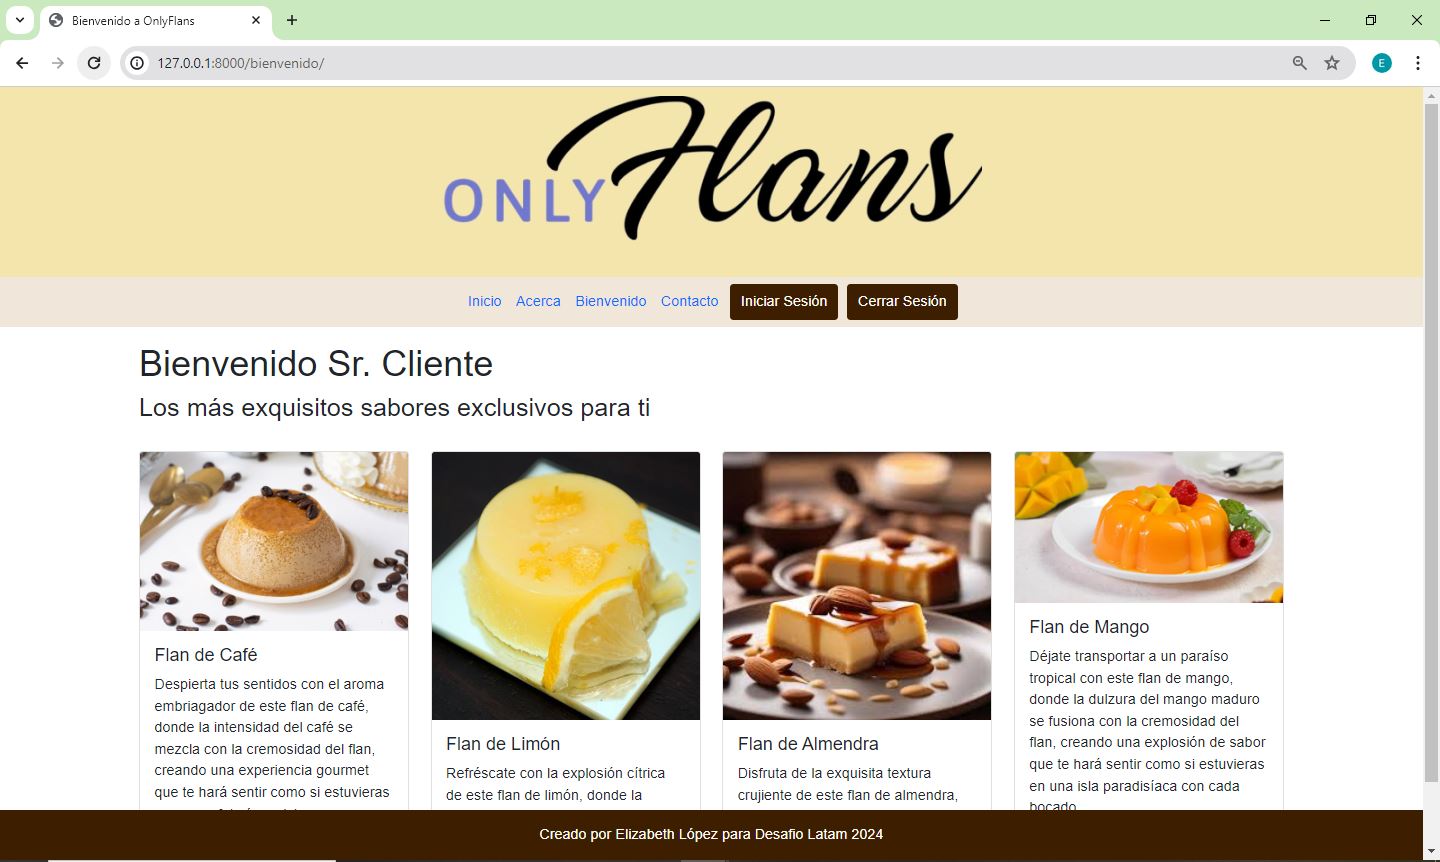 Bienvenido a OnlyFlans
127.0.0.1:8000/bienvenido/
E
ONLY Flans
Inicio Acerca Bienvenido Contacto Iniciar Sesión Cerrar Sesión
Bienvenido Sr. Cliente
Los más exquisitos sabores exclusivos para ti
Flan de Café
Despierta tus sentidos con el aroma
embriagador de este flan de café,
donde la intensidad del café se
mezcla con la cremosidad del flan,
creando una experiencia gourmet
que te hará sentir como si estuvieras
Flan de Limón
Refréscate con la explosión cítrica
de este flan de limón, donde la
Flan de Almendra
Disfruta de la exquisita textura
crujiente de este flan de almendra,
Flan de Mango
Déjate transportar a un paraíso
tropical con este flan de mango,
donde la dulzura del mango maduro
se fusiona con la cremosidad del
flan, creando una explosión de sabor
que te hará sentir como si estuvieras
en una isla paradisíaca con cada
bocado
Creado por Elizabeth López para Desafio Latam 2024